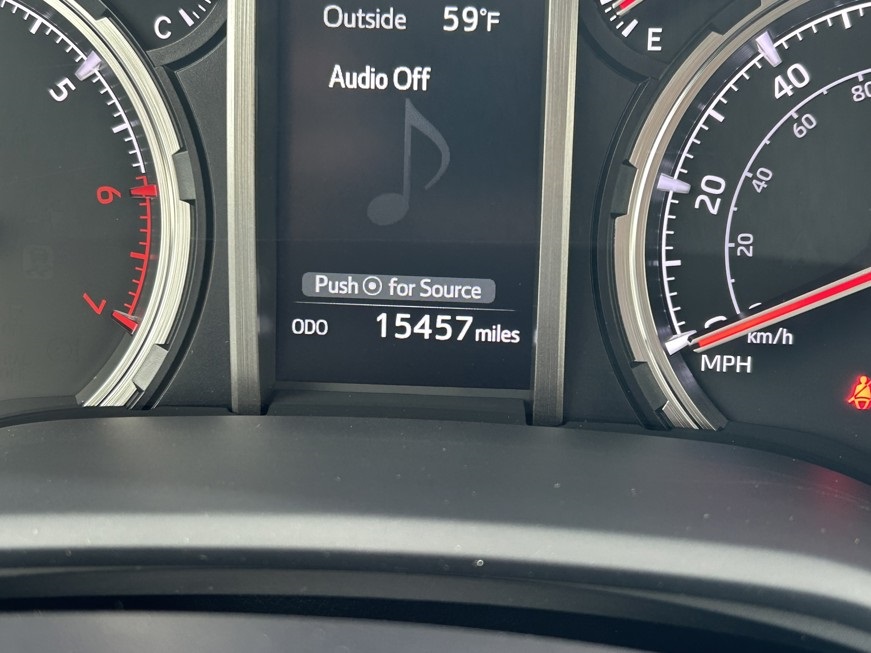 C
Outside 59°F
E
Audio Off
5
6
7
40
20
80
60
40
20
0
Push for Source
ODO 15457 miles
km/h
MPH